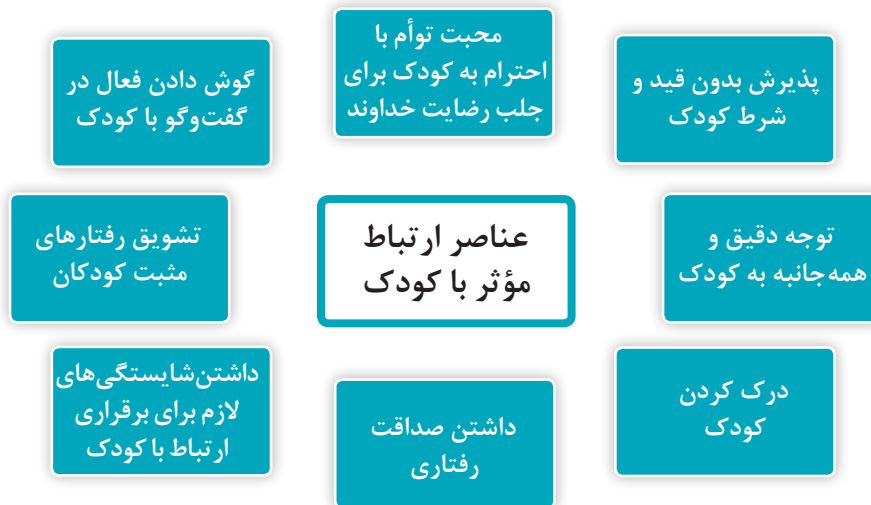 محبت توأم با
احترام به کودک برای
جلب رضایت خداوند
پذیرش بدون قید و
شرط کودک
گوش دادن فعال در
گفت‌وگو با کودک
توجه دقیق و
همه‌جانبه به کودک
عناصر ارتباط
مؤثر با کودک
تشویق رفتارهای
مثبت کودکان
درک کردن
کودک
داشتن صداقت
رفتاری
داشتن‌شایستگی‌های
لازم برای برقراری
ارتباط با کودک